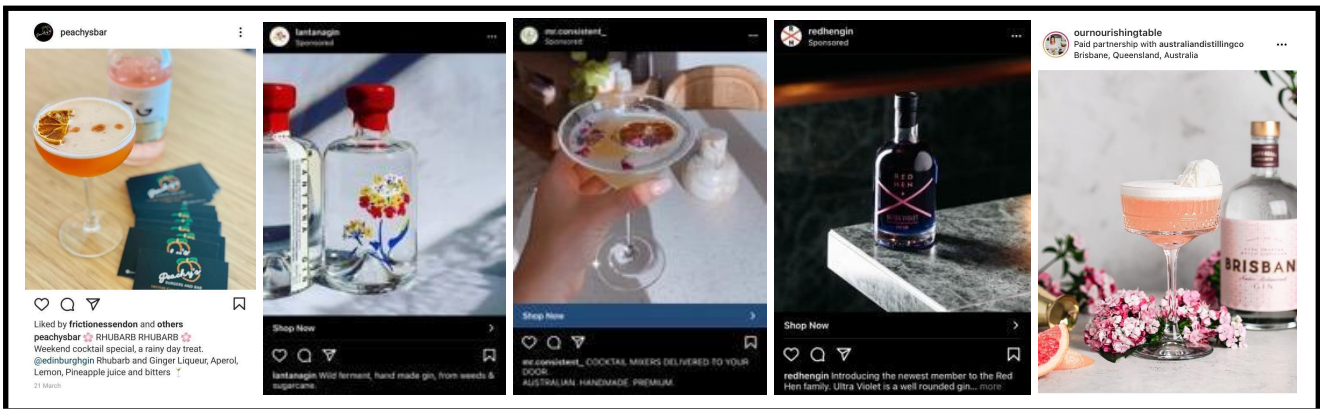 peachysbar
Peachy's
Liked by frictionessendon and others
peachysbar 🌸 RHUBARB RHUBARB 🌸
Weekend cocktail special, a rainy day treat.
@edinburghgin Rhubarb and Ginger Liqueur, Aperol,
Lemon, Pineapple juice and bitters 🍸
21 March
lantanagin
Sponsored
Shop Now
lantanagin Wild ferment, hand made gin, from weeds &
sugarcane.
mr.consistent_
Sponsored
Shop Now
mr.consistent_ COCKTAIL MIXERS DELIVERED TO YOUR
DOOR.
AUSTRALIAN. HANDMADE. PREMIUM.
redhengin
Sponsored
RED
HEN
Shop Now
redhengin Introducing the newest member to the Red
Hen family. Ultra Violet is a well rounded gin... more
ournourishingtable
Paid partnership with australiandistillingco
Brisbane, Queensland, Australia
BRISBAN
GIN